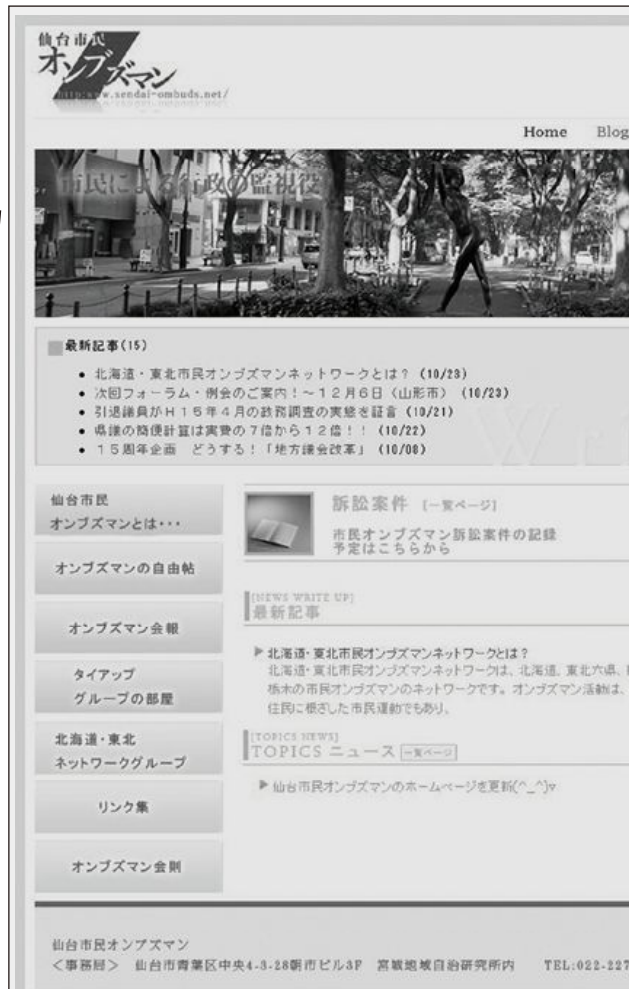 仙台市民
オンブズマン
http:www.sendai-ombuds.net/
Home Blog
市民による行政の監視役
最新記事(15)
• 北海道・東北市民オンブズマンネットワークとは? (10/23)
• 次回フォーラム・例会のご案内!~12月6日(山形市) (10/23)
• 引退議員がH15年4月の政務調査の実態を証言 (10/21)
• 県議の簡便計算は実費の7倍から12倍!! (10/22)
• 15周年企画 どうする!「地方議会改革」 (10/08)
仙台市民
オンブズマンとは・・・
オンブズマンの自由帖
オンブズマン会報
タイアップ
グループの部屋
北海道・東北
ネットワークグループ
リンク集
オンブズマン会則
訴訟案件 [一覧ページ]
市民オンブズマン訴訟案件の記録
予定はこちらから
[NEWS WRITE UP]
最新記事
▶北海道・東北市民オンブズマンネットワークとは?
北海道・東北市民オンブズマンネットワークは、北海道、東北六県、
栃木の市民オンブズマンのネットワークです。オンブズマン活動は、
住民に根ざした市民運動でもあり、
[TOPICS NEWS]
TOPICS ニュース 一覧ページ
▶仙台市民オンブズマンのホームページを更新(^_^)v
仙台市民オンブズマン
<事務局> 仙台市青葉区中央4-3-28朝市ビル3F 宮城地域自治研究所内 TEL:022-227